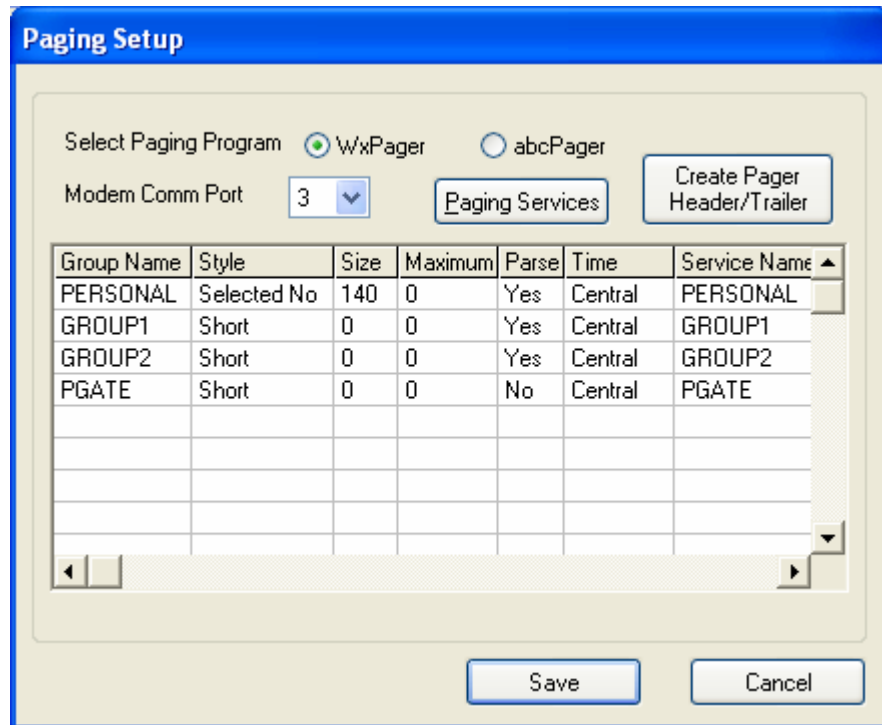 Paging Setup
Select Paging Program WxPager abcPager
Modem Comm Port 3 Paging Services Create Pager
Header/Trailer
Group Name Style Size Maximum Parse Time Service Name
PERSONAL Selected No 140 0 Yes Central PERSONAL
GROUP1 Short 0 0 Yes Central GROUP1
GROUP2 Short 0 0 Yes Central GROUP2
PGATE Short 0 0 No Central PGATE
Save Cancel